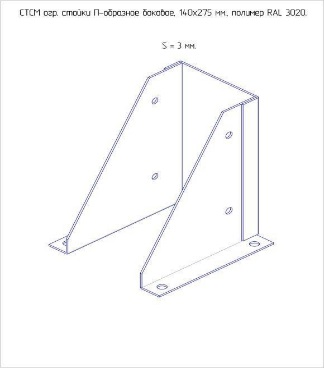 СТСМ огр. стойки П-образное боковое, 140х275 мм., полимер RAL 3020.
S = 3 мм.